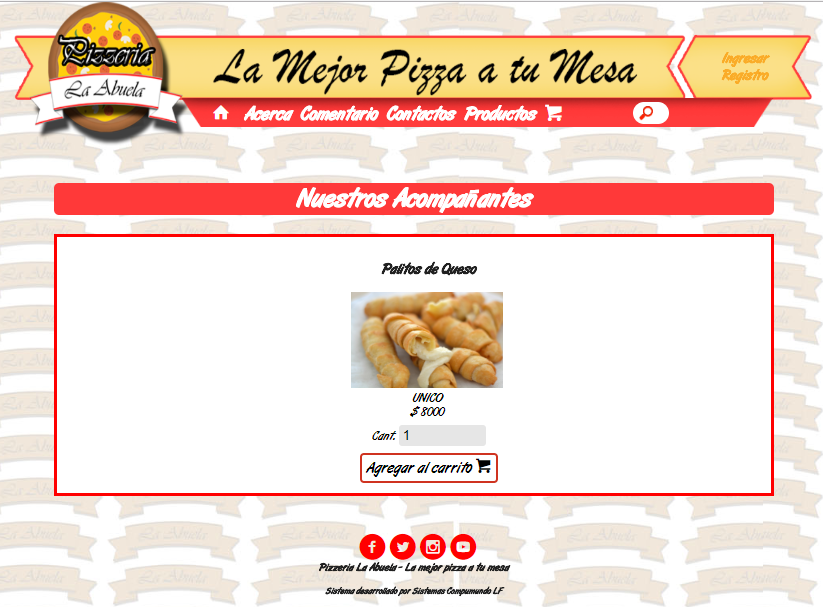 Pizzeria
La Abuela
La Mejor Pizza a tu Mesa
Ingresar
Registro
Acerca Comentario Contactos Productos
Nuestros Acompañantes
Palitos de Queso
UNICO
$ 8000
Cant. 1
Agregar al carrito
Pizzeria La Abuela - La mejor pizza a tu mesa
Sistema desarrollado por Sistemas Compumundo LF